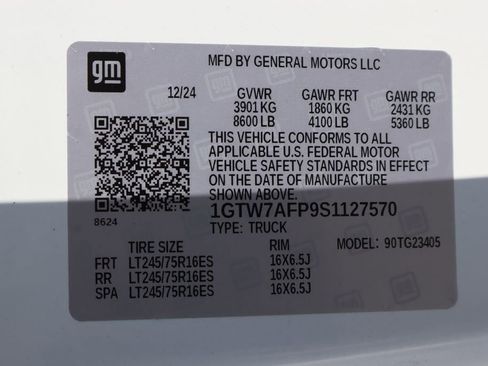 gm
MFD BY GENERAL MOTORS LLC
12/24 GVWR GAWR FRT GAWR RR
3901 KG 1860 KG 2431 KG
8600 LB 4100 LB 5360 LB
THIS VEHICLE CONFORMS TO ALL
APPLICABLE U.S. FEDERAL MOTOR
VEHICLE SAFETY STANDARDS IN EFFECT
ON THE DATE OF MANUFACTURE
SHOWN ABOVE.
8624 1GTW7AFP9S1127570
TYPE: TRUCK
TIRE SIZE RIM MODEL: 90TG23405
FRT LT245/75R16ES 16X6.5J
RR LT245/75R16ES 16X6.5J
SPA LT245/75R16ES 16X6.5J